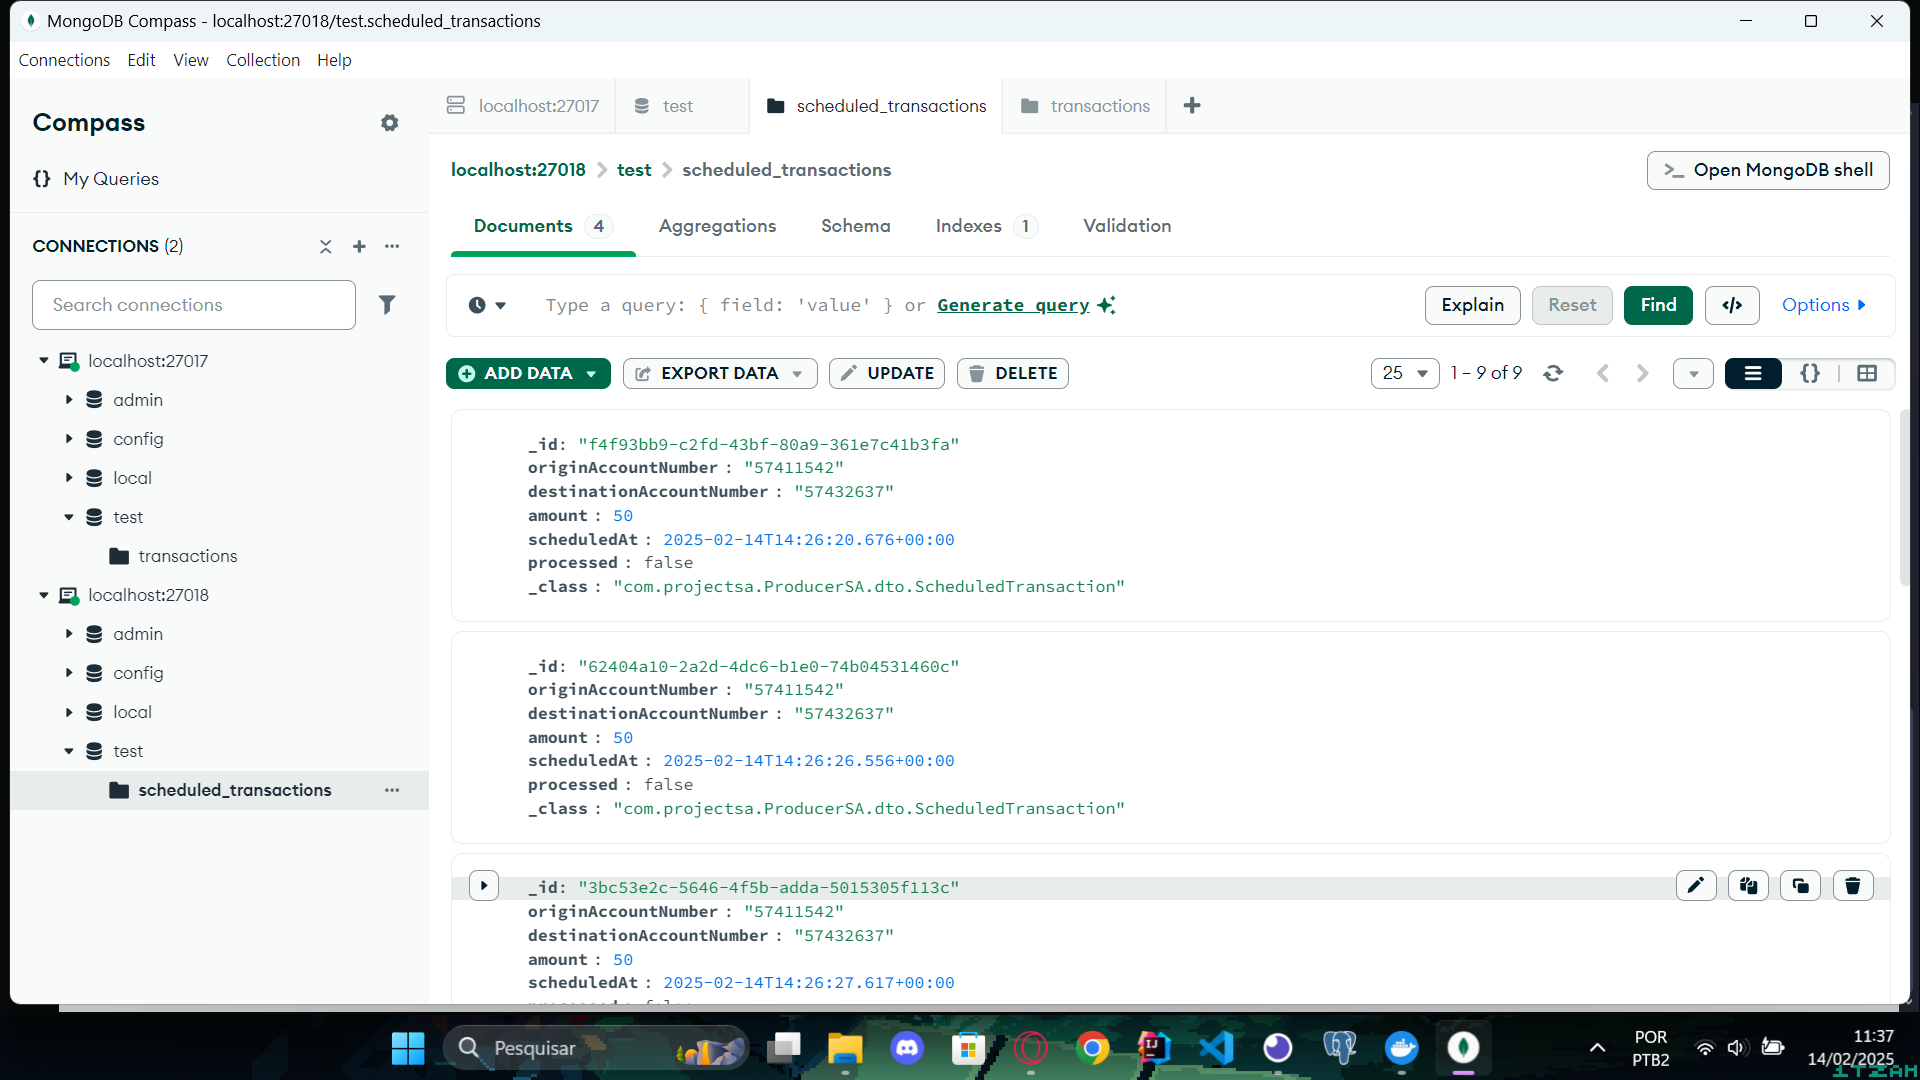 MongoDB Compass - localhost:27018/test.scheduled_transactions
Connections Edit View Collection Help
Compass
{} My Queries
CONNECTIONS (2)
Search connections
localhost:27017
admin
config
local
test
transactions
localhost:27018
admin
config
local
test
scheduled_transactions
localhost:27017 test scheduled_transactions transactions
localhost:27018 > test > scheduled_transactions
>_ Open MongoDB shell
Documents 4 Aggregations Schema Indexes 1 Validation
Type a query: { field: 'value' } or Generate query
Explain Reset Find </> Options
ADD DATA EXPORT DATA UPDATE DELETE
25 1 – 9 of 9 {}
_id: "f4f93bb9-c2fd-43bf-80a9-361e7c41b3fa"
originAccountNumber : "57411542"
destinationAccountNumber : "57432637"
amount : 50
scheduledAt : 2025-02-14T14:26:20.676+00:00
processed : false
_class : "com.projectsa.ProducerSA.dto.ScheduledTransaction"
_id: "62404a10-2a2d-4dc6-b1e0-74b04531460c"
originAccountNumber : "57411542"
destinationAccountNumber : "57432637"
amount : 50
scheduledAt : 2025-02-14T14:26:26.556+00:00
processed : false
_class : "com.projectsa.ProducerSA.dto.ScheduledTransaction"
_id: "3bc53e2c-5646-4f5b-adda-5015305f113c"
originAccountNumber : "57411542"
destinationAccountNumber : "57432637"
amount : 50
scheduledAt : 2025-02-14T14:26:27.617+00:00
Pesquisar
POR
PTB2
11:37
14/02/2025